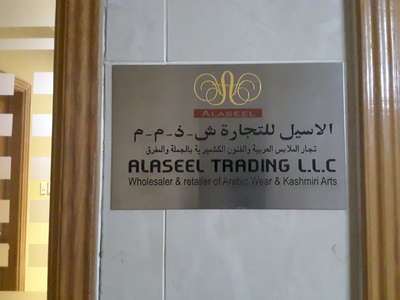 ALASEEL
الاسيل للتجارة ش-ذ-م-م
تجار الملابس العربية والفنون الكشميرية بالجملة والمفرق
ALASEEL TRADING L.L.C
Wholesaler & retailer of Arabic Wear & Kashmiri Arts